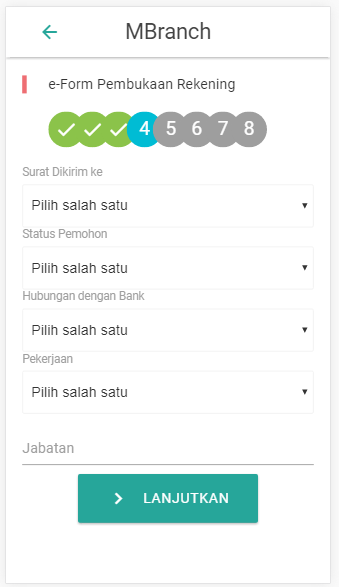 MBranch
e-Form Pembukaan Rekening
4 5 6 7 8
Surat Dikirim ke
Pilih salah satu
Status Pemohon
Pilih salah satu
Hubungan dengan Bank
Pilih salah satu
Pekerjaan
Pilih salah satu
Jabatan
LANJUTKAN